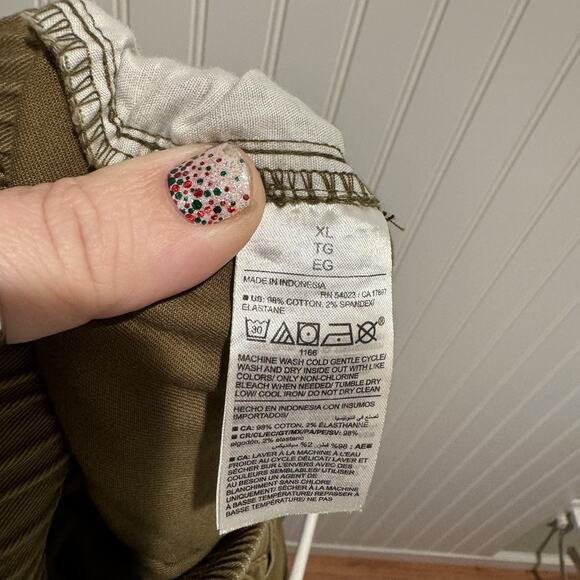 XL
TG
EG
MADE IN INDONESIA
RN 54023 / CA 17897
US: 98% COTTON, 2% SPANDEX/
ELASTANE
30
1166
MACHINE WASH COLD GENTLE CYCLE/
WASH AND DRY INSIDE OUT WITH LIKE
COLORS/ ONLY NON-CHLORINE
BLEACH WHEN NEEDED/ TUMBLE DRY
LOW/ COOL IRON/ DO NOT DRY CLEAN
HECHO EN INDONESIA CON INSUMOS
IMPORTADOS/
CA: 98% COTON, 2% ÉLASTHANNE
CR/CL/EC/GT/MX/PA/PE/SV: 98%
algodón, 2% elastano
AE: 98% قطن, 2%
CA: LAVER À LA MACHINE À L'EAU
FROIDE AU CYCLE DÉLICAT/ LAVER ET
SÉCHER SUR L'ENVERS AVEC DES
COULEURS SEMBLABLES/ UTILISER
AU BESOIN UN AGENT DE
BLANCHIMENT SANS CHLORE
UNIQUEMENT/ SÉCHER À LA MACHINE
À BASSE TEMPÉRATURE/ REPASSER À
BASSE TEMPÉRATURE/ NE PAS